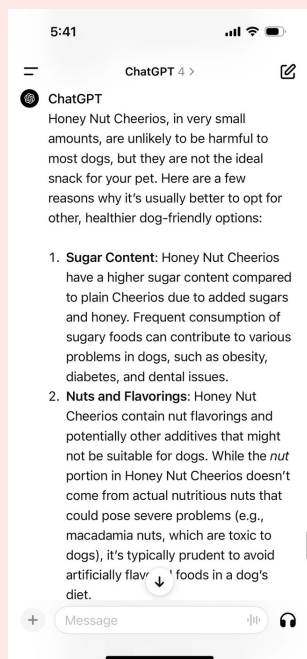 5:41
ChatGPT 4 >
ChatGPT
Honey Nut Cheerios, in very small
amounts, are unlikely to be harmful to
most dogs, but they are not the ideal
snack for your pet. Here are a few
reasons why it's usually better to opt for
other, healthier dog-friendly options:
1. Sugar Content: Honey Nut Cheerios
have a higher sugar content compared
to plain Cheerios due to added sugars
and honey. Frequent consumption of
sugary foods can contribute to various
problems in dogs, such as obesity,
diabetes, and dental issues.
2. Nuts and Flavorings: Honey Nut
Cheerios contain nut flavorings and
potentially other additives that might
not be suitable for dogs. While the nut
portion in Honey Nut Cheerios doesn't
come from actual nutritious nuts that
could pose severe problems (e.g.,
macadamia nuts, which are toxic to
dogs), it's typically prudent to avoid
artificially foods in a dog's
diet.
Message